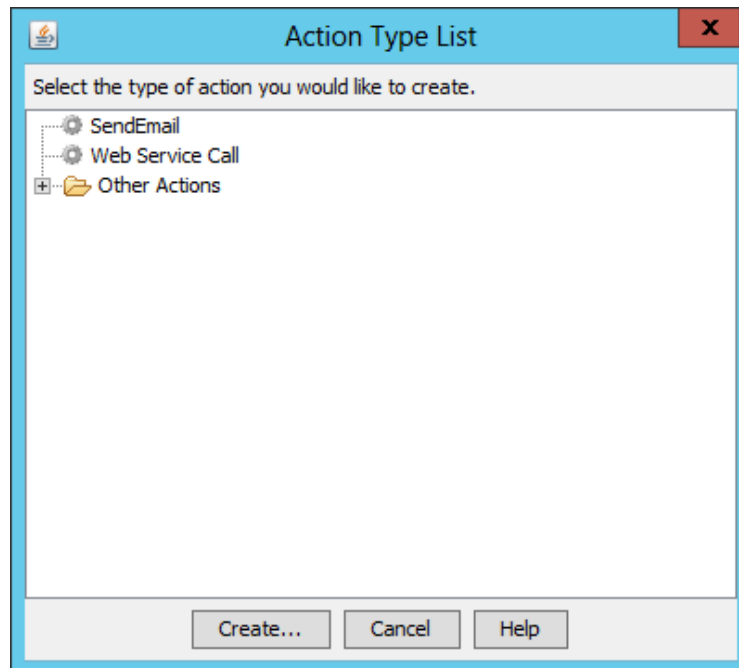 Action Type List
x
Select the type of action you would like to create.
SendEmail
Web Service Call
Other Actions
Create... Cancel Help